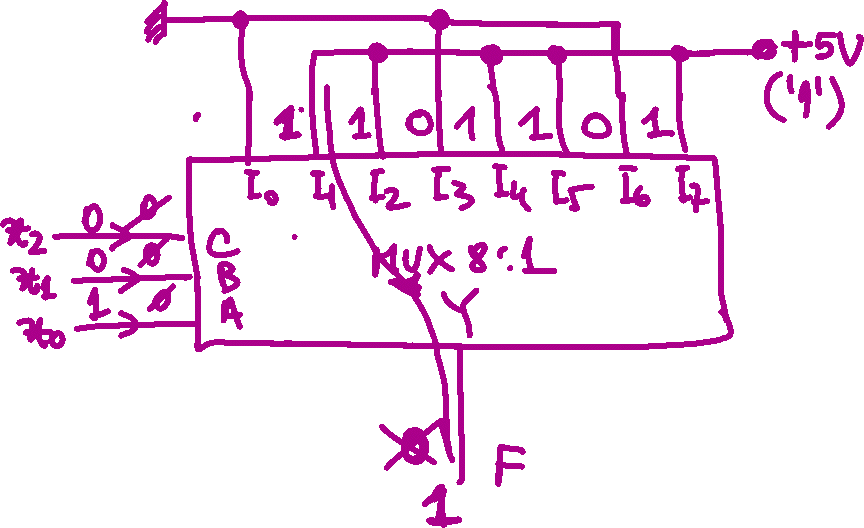 +5V
('1')
1 1 0 1 1 0 1
I₀ I₁ I₂ I₃ I₄ I₅ I₆ I₇
x₂ 0 0 C
x₁ 0 0 B
x₀ 1 0 A
MUX 8:1
Y
0 F
1